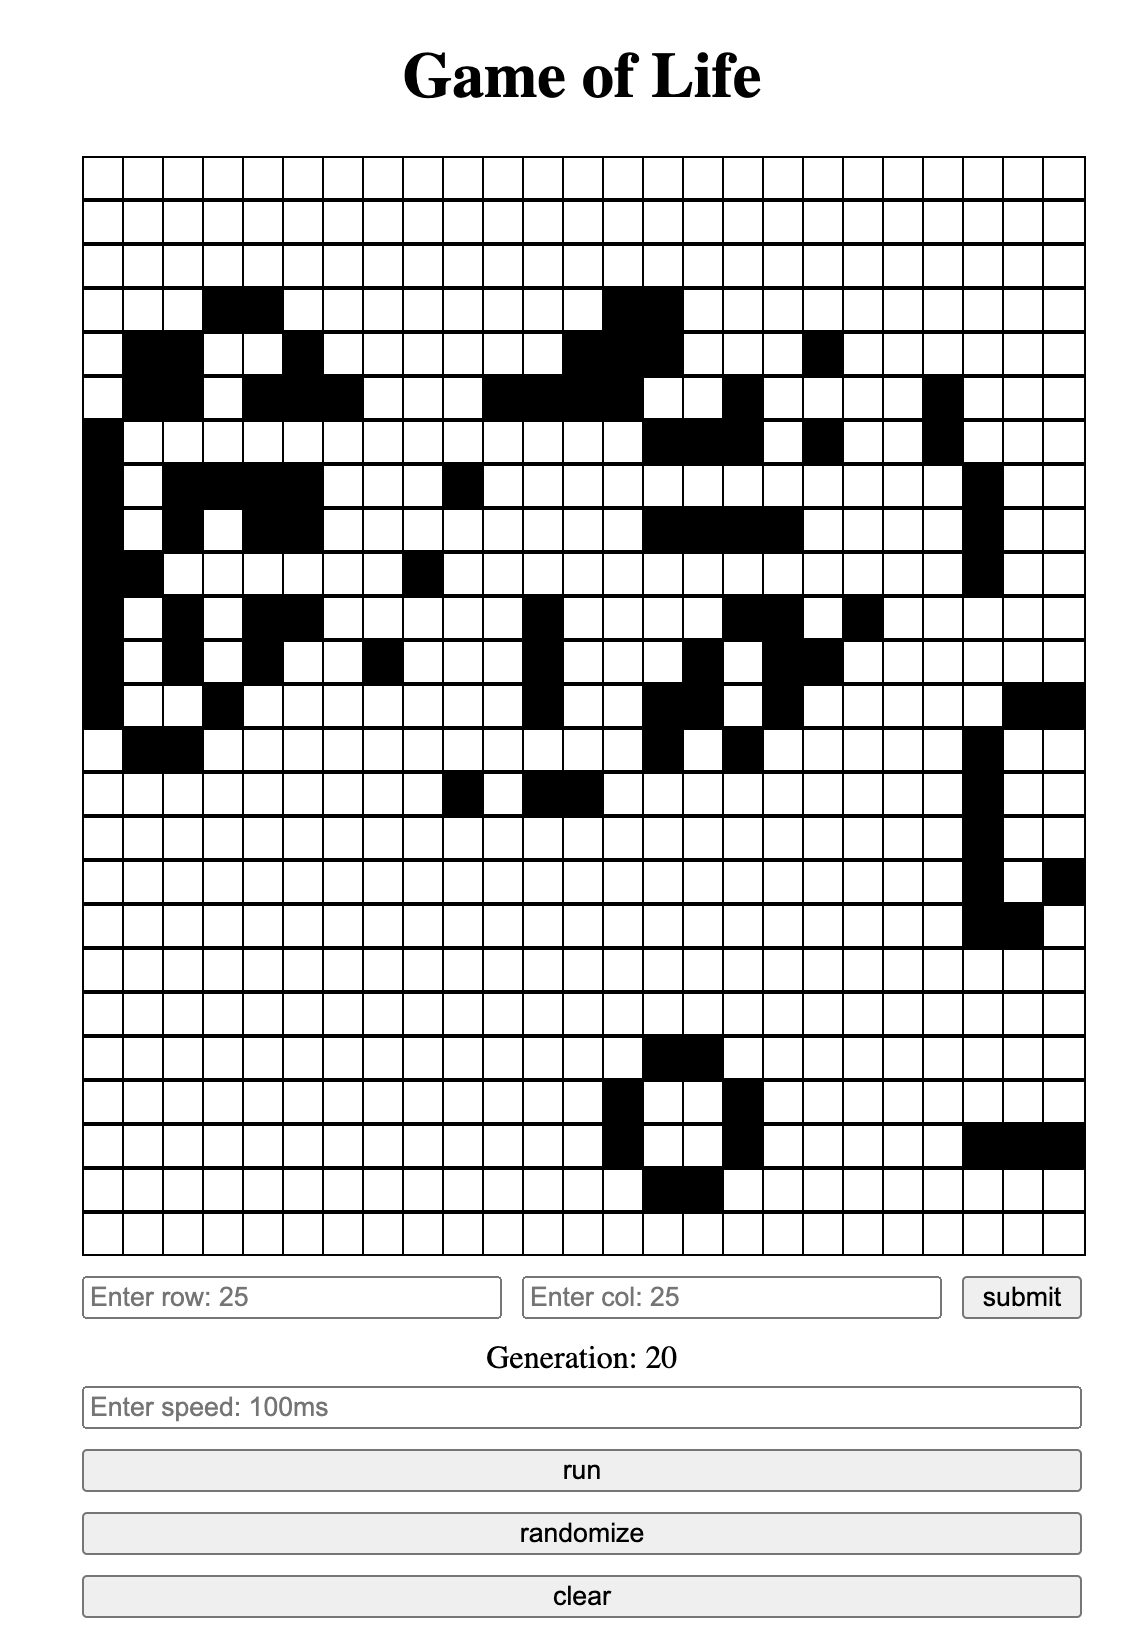 Game of Life
Enter row: 25 Enter col: 25 submit
Generation: 20
Enter speed: 100ms
run
randomize
clear